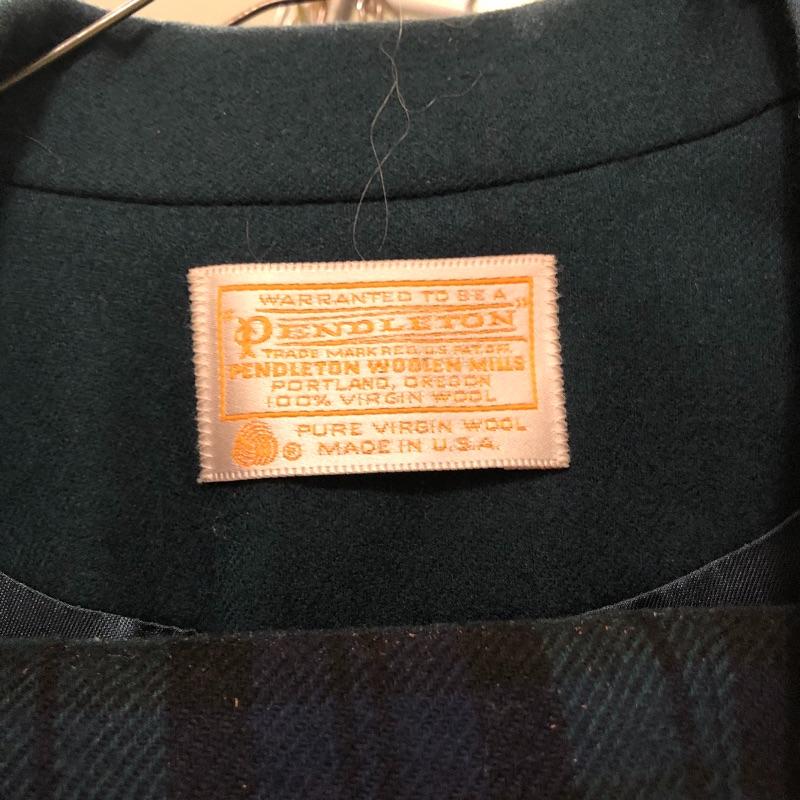 WARRANTED TO BE A
"PENDLETON"
TRADE MARK REG. U.S. PAT. OFF.
PENDLETON WOOLEN MILLS
PORTLAND, OREGON
100% VIRGIN WOOL
PURE VIRGIN WOOL
® MADE IN U.S.A.